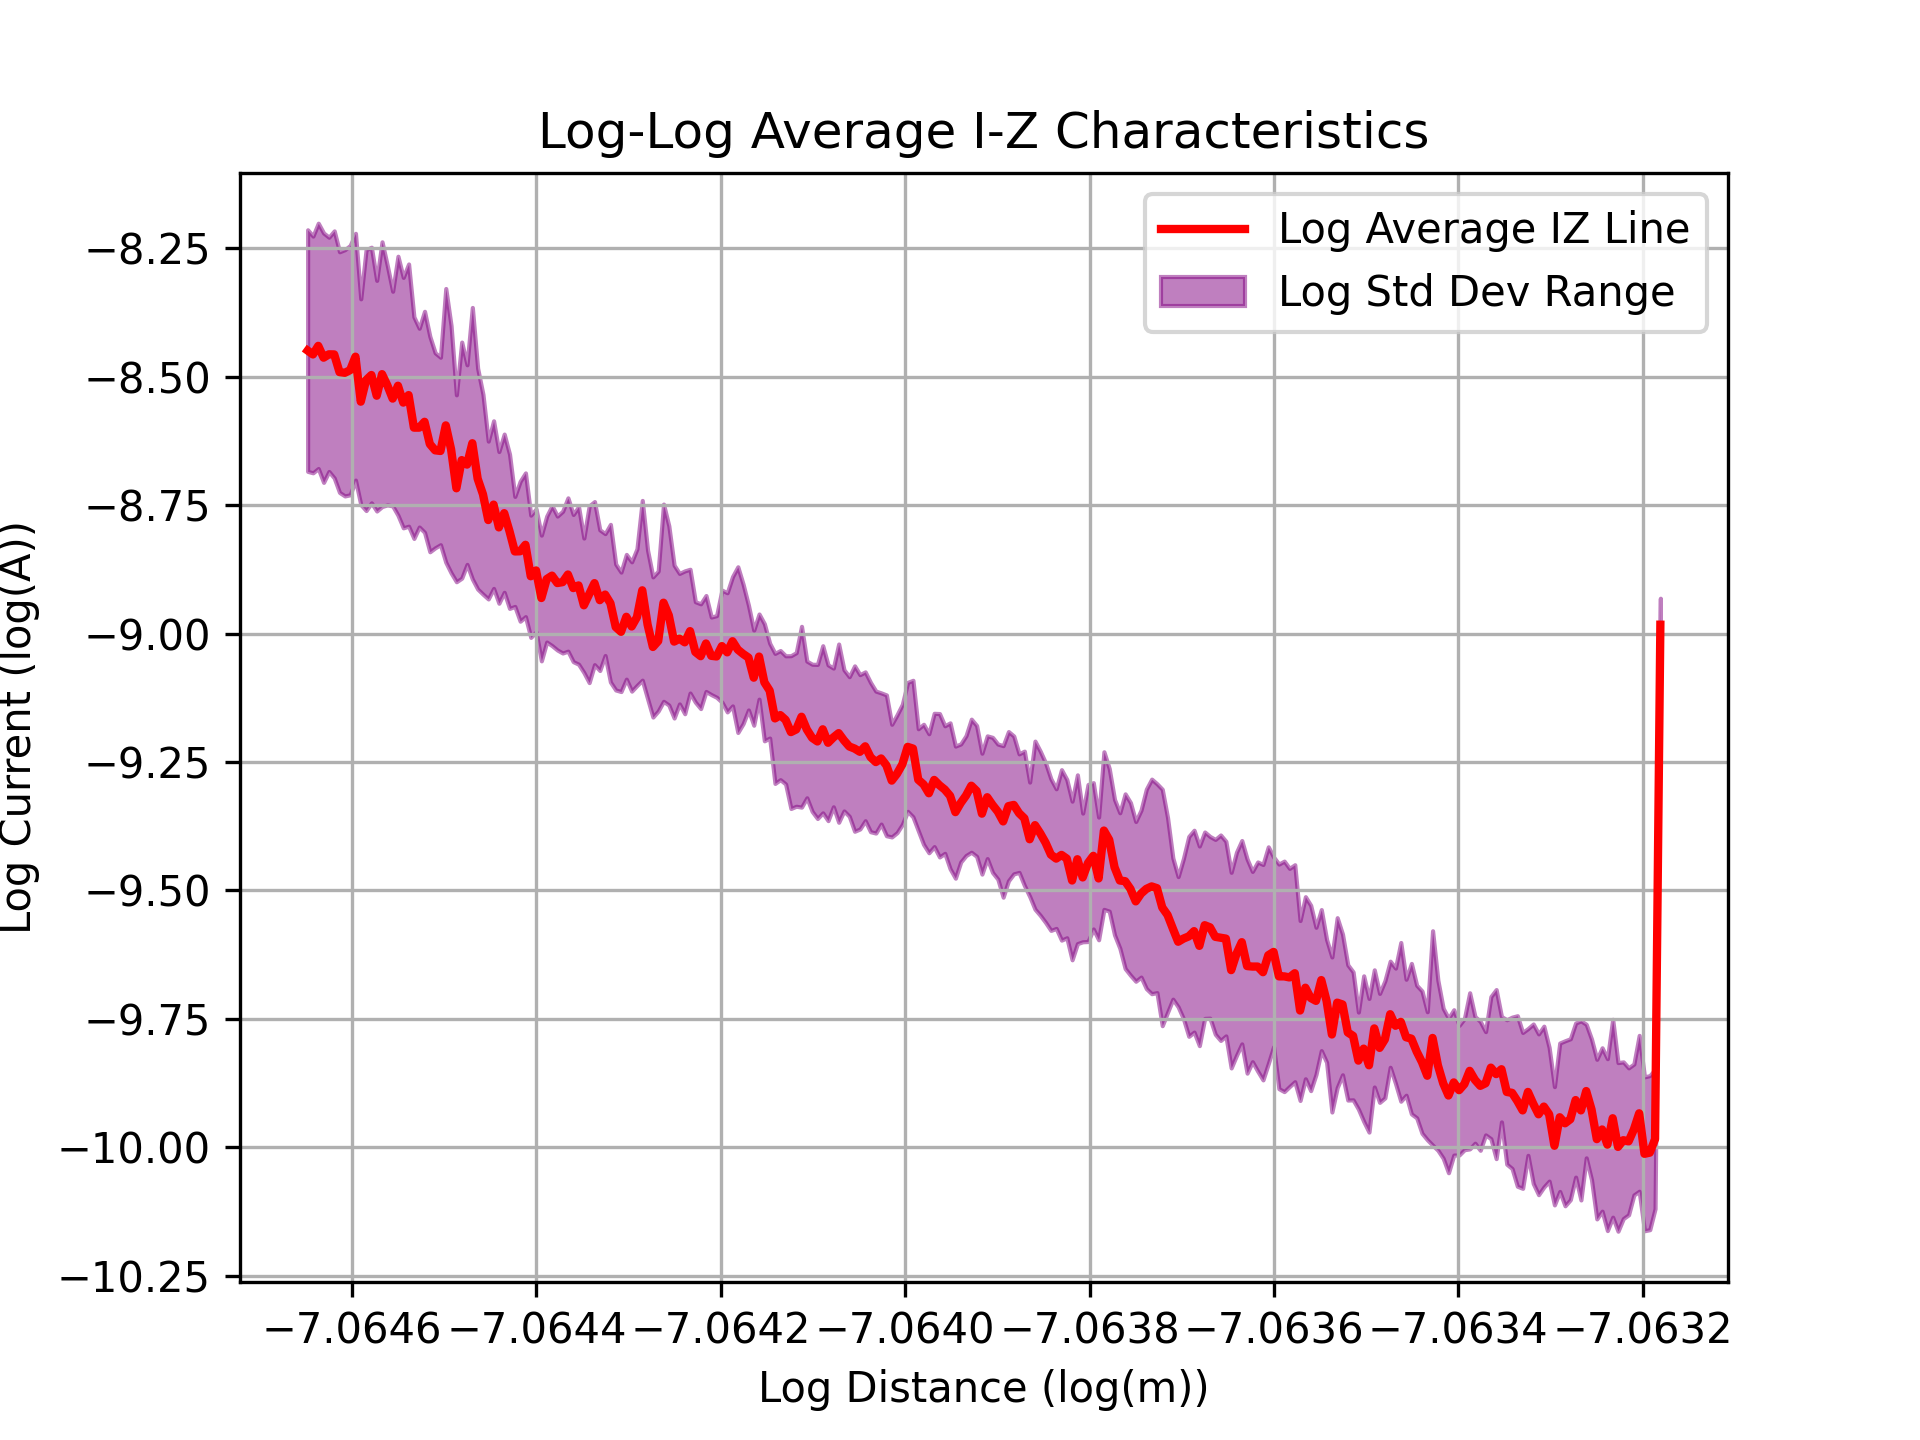 Log-Log Average I-Z Characteristics
Log Average IZ Line
Log Std Dev Range
Log Current (log(A))
−8.25
−8.50
−8.75
−9.00
−9.25
−9.50
−9.75
−10.00
−10.25
−7.0646 −7.0644 −7.0642 −7.0640 −7.0638 −7.0636 −7.0634 −7.0632
Log Distance (log(m))